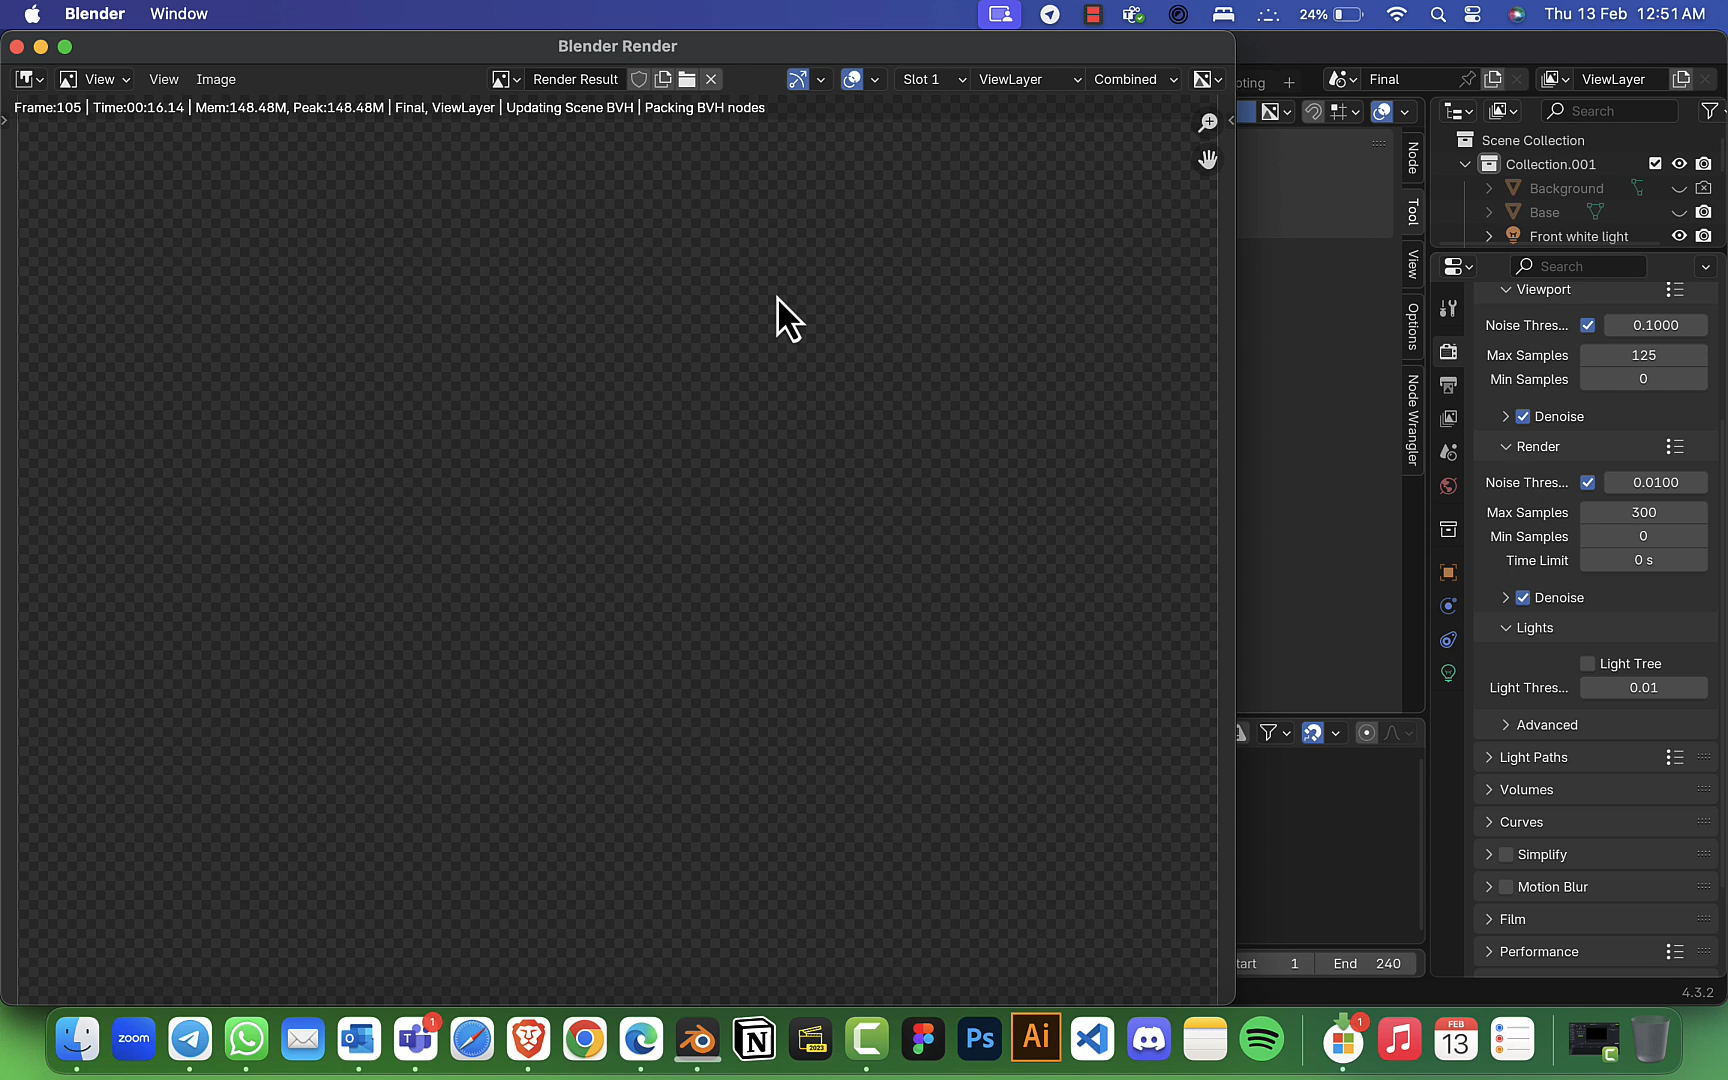 Blender Window 24% Thu 13 Feb 12:51 AM
Blender Render
View View Image Render Result Slot 1 ViewLayer Combined
Frame:105 | Time:00:16.14 | Mem:148.48M, Peak:148.48M | Final, ViewLayer | Updating Scene BVH | Packing BVH nodes
pting + Final ViewLayer
Search
Scene Collection
Collection.001
Background
Base
Front white light
Node
Tool
View
Options
Node Wrangler
Search
Viewport
Noise Thres... 0.1000
Max Samples 125
Min Samples 0
Denoise
Render
Noise Thres... 0.0100
Max Samples 300
Min Samples 0
Time Limit 0 s
Denoise
Lights
Light Tree
Light Thres... 0.01
Advanced
Light Paths
Volumes
Curves
Simplify
Motion Blur
Film
Performance
tart 1 End 240
4.3.2
zoom
1
2023
Ps
Ai
1
FEB
13